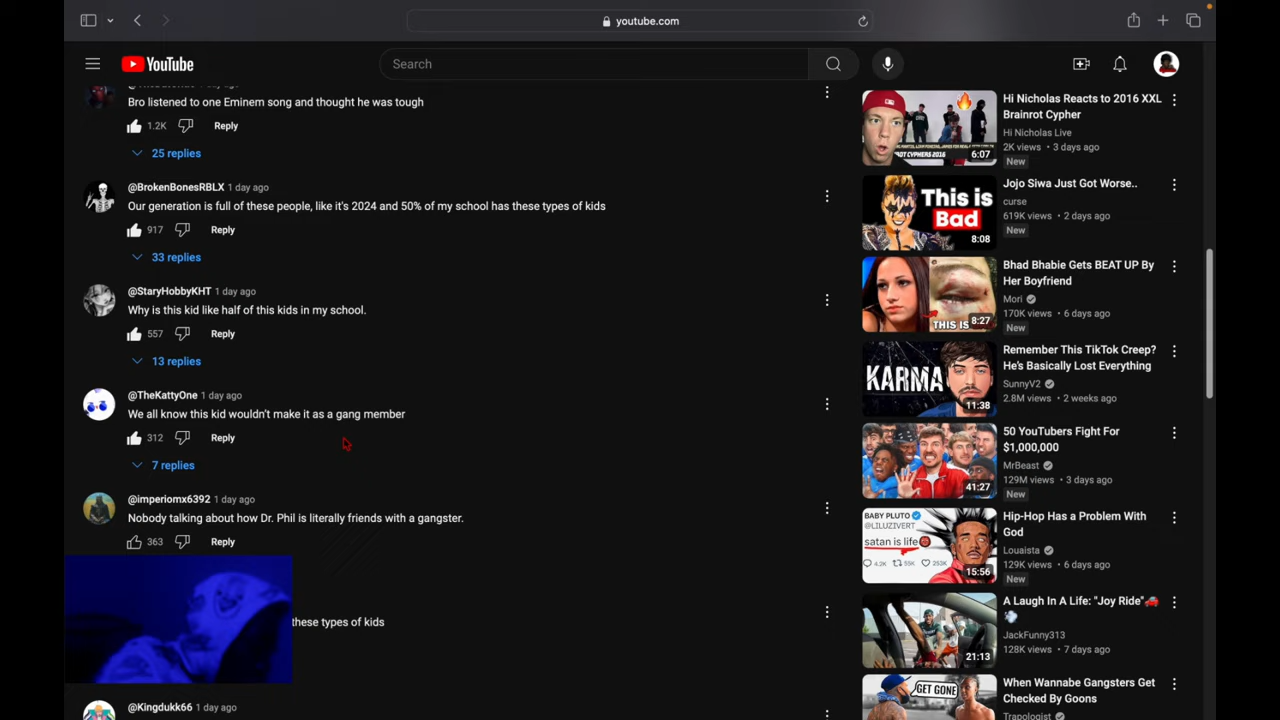 youtube.com
YouTube
Search
Bro listened to one Eminem song and thought he was tough
1.2K Reply
25 replies
@BrokenBonesRBLX 1 day ago
Our generation is full of these people, like it's 2024 and 50% of my school has these types of kids
917 Reply
33 replies
@StaryHobbyKHT 1 day ago
Why is this kid like half of this kids in my school.
557 Reply
13 replies
@TheKattyOne 1 day ago
We all know this kid wouldn't make it as a gang member
312 Reply
7 replies
@imperiomx6392 1 day ago
Nobody talking about how Dr. Phil is literally friends with a gangster.
363 Reply
these types of kids
@Kingdukk66 1 day ago
6:07
Hi Nicholas Reacts to 2016 XXL
Brainrot Cypher
Hi Nicholas Live
2K views • 3 days ago
New
This is
Bad
8:08
Jojo Siwa Just Got Worse..
curse
619K views • 2 days ago
New
THIS IS
8:27
Bhad Bhabie Gets BEAT UP By
Her Boyfriend
Mori
170K views • 6 days ago
New
KARMA
11:38
Remember This TikTok Creep?
He's Basically Lost Everything
SunnyV2
2.8M views • 2 weeks ago
41:27
50 YouTubers Fight For
$1,000,000
MrBeast
129M views • 3 days ago
New
BABY PLUTO
@LILUZIVERT
satan is life
4.2K 55K 253K
15:56
Hip-Hop Has a Problem With
God
Louaista
129K views • 6 days ago
New
21:13
A Laugh In A Life: "Joy Ride"🚗
💨
JackFunny313
128K views • 7 days ago
GET GONE
When Wannabe Gangsters Get
Checked By Goons
Trapologist